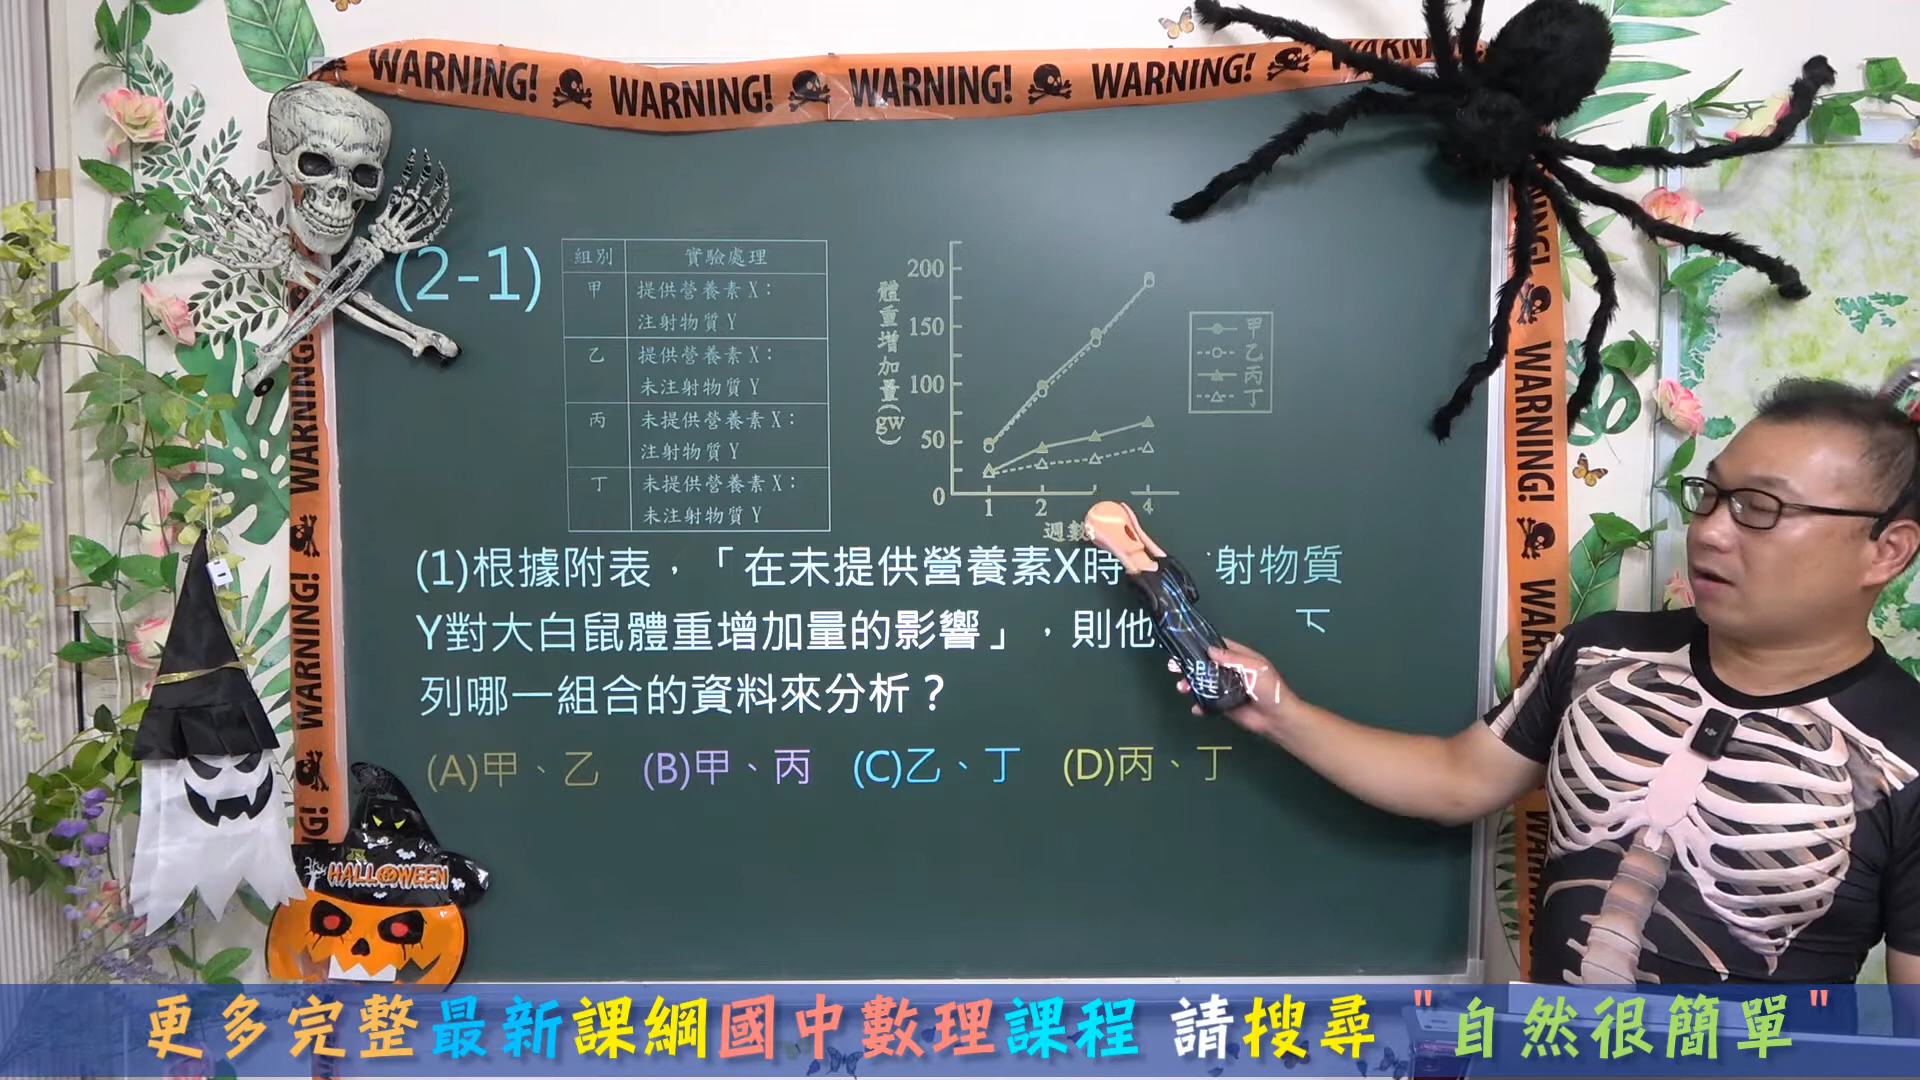 WARNING! WARNING! WARNING! WARNING! WARNING!
(2-1)
組別 實驗處理
甲 提供營養素X：
注射物質Y
乙 提供營養素X：
未注射物質Y
丙 未提供營養素X：
注射物質Y
丁 未提供營養素X：
未注射物質Y
體重增加量(gw)
200
150
100
50
0
1 2 4
週數
甲
乙
丙
丁
(1)根據附表，「在未提供營養素X時 射物質
Y對大白鼠體重增加量的影響」，則他 下
列哪一組合的資料來分析？
(A)甲、乙 (B)甲、丙 (C)乙、丁 (D)丙、丁
WARNING!
WARNING!
WARNING!
WARNING!
WARNING!
HALLOWEEN
更多完整最新課綱國中數理課程 請搜尋 "自然很簡單"